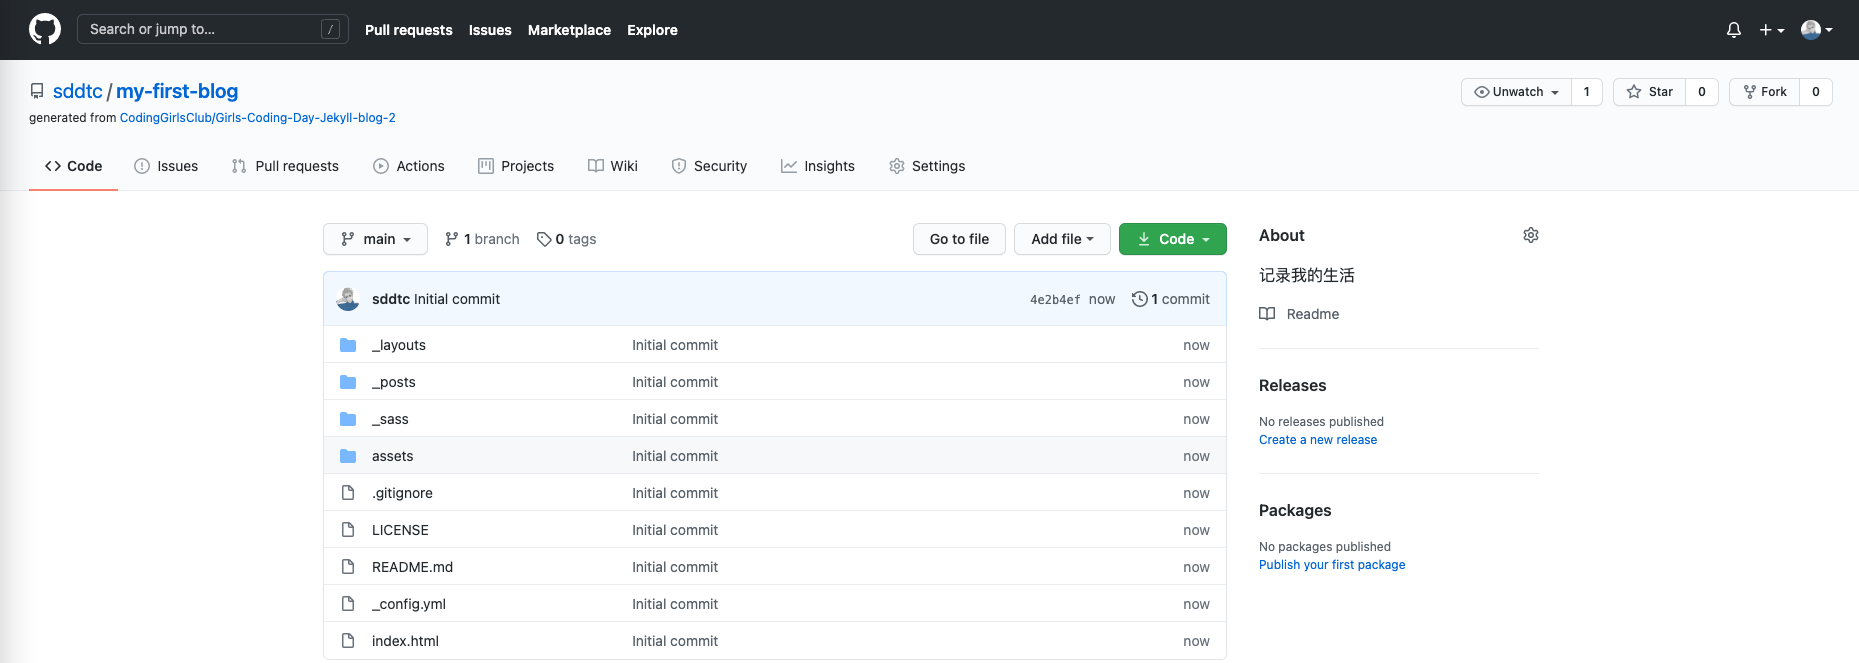 Search or jump to... /
Pull requests Issues Marketplace Explore
sddtc / my-first-blog
Unwatch 1 Star 0 Fork 0
generated from CodingGirlsClub/Girls-Coding-Day-Jekyll-blog-2
Code Issues Pull requests Actions Projects Wiki Security Insights Settings
main 1 branch 0 tags Go to file Add file Code
sddtc Initial commit 4e2b4ef now 1 commit
_layouts Initial commit now
_posts Initial commit now
_sass Initial commit now
assets Initial commit now
.gitignore Initial commit now
LICENSE Initial commit now
README.md Initial commit now
_config.yml Initial commit now
index.html Initial commit now
About
记录我的生活
Readme
Releases
No releases published
Create a new release
Packages
No packages published
Publish your first package